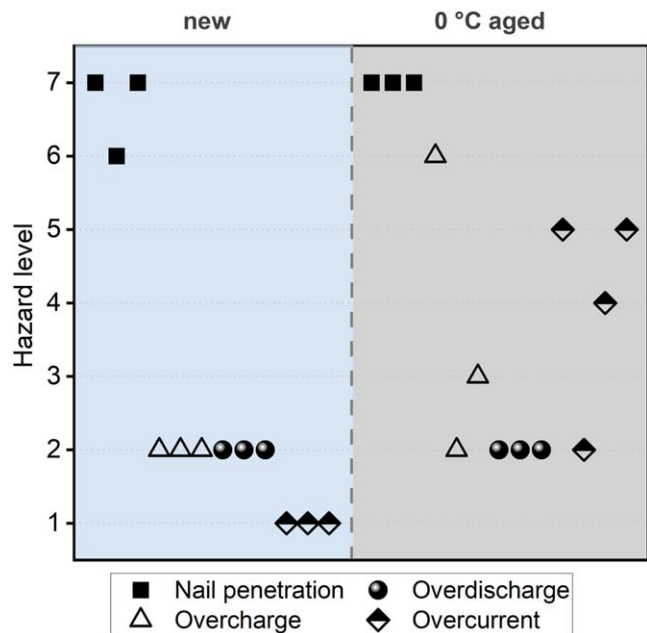 new 0 °C aged
7
6
5
4
3
2
1
Hazard level
Nail penetration Overdischarge
Overcharge Overcurrent